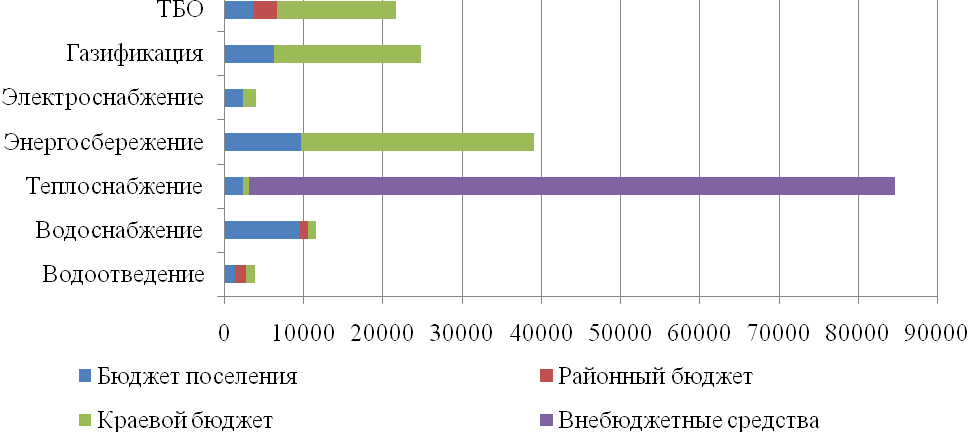 ТБО
Газификация
Электроснабжение
Энергосбережение
Теплоснабжение
Водоснабжение
Водоотведение
0 10000 20000 30000 40000 50000 60000 70000 80000 90000
Бюджет поселения Районный бюджет
Краевой бюджет Внебюджетные средства